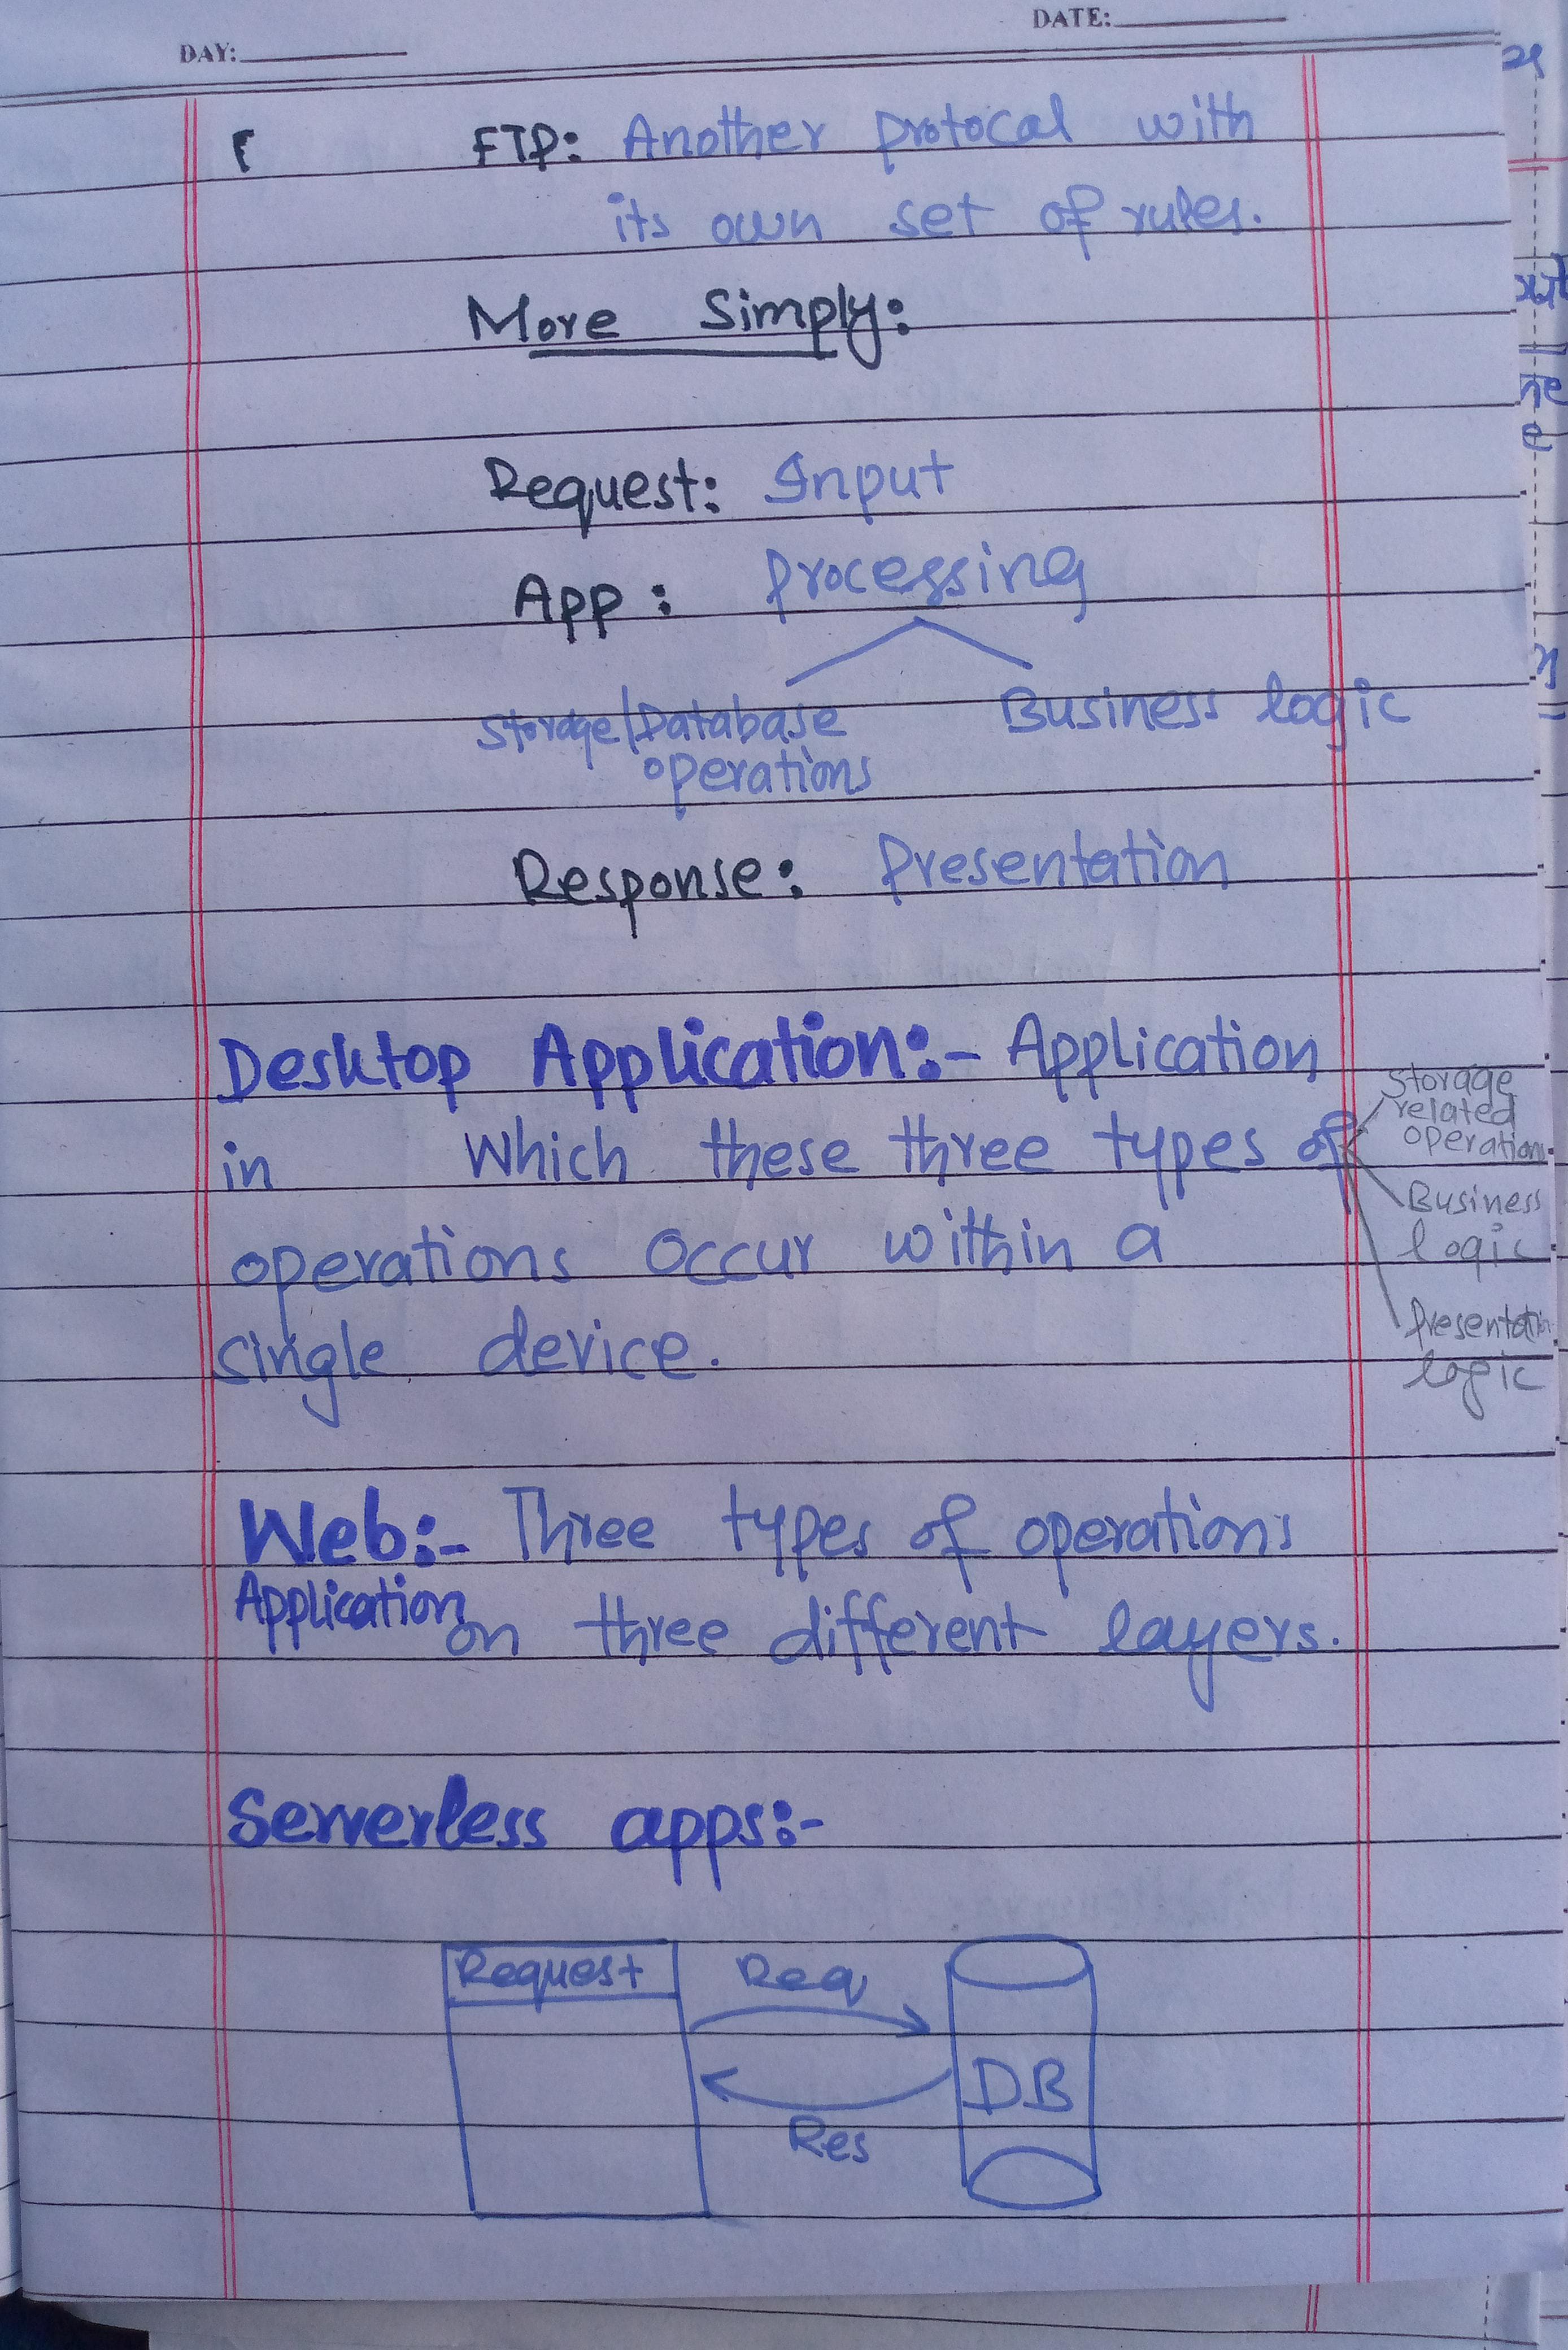 DAY:
DATE:
FTP: Another protocal with
its own set of rules.
More Simply:
Request: Input
App: Processing
Storage/Database
operations
Business logic
Response: Presentation
Desktop Application:- Application
in Which these three types of
operations occur within a
single device.
Storage
related
operations
Business
logic
Presentation
logic
Web:- Three types of operations
Application on three different layers.
Serverless apps:-
Request
Req
DB
Res